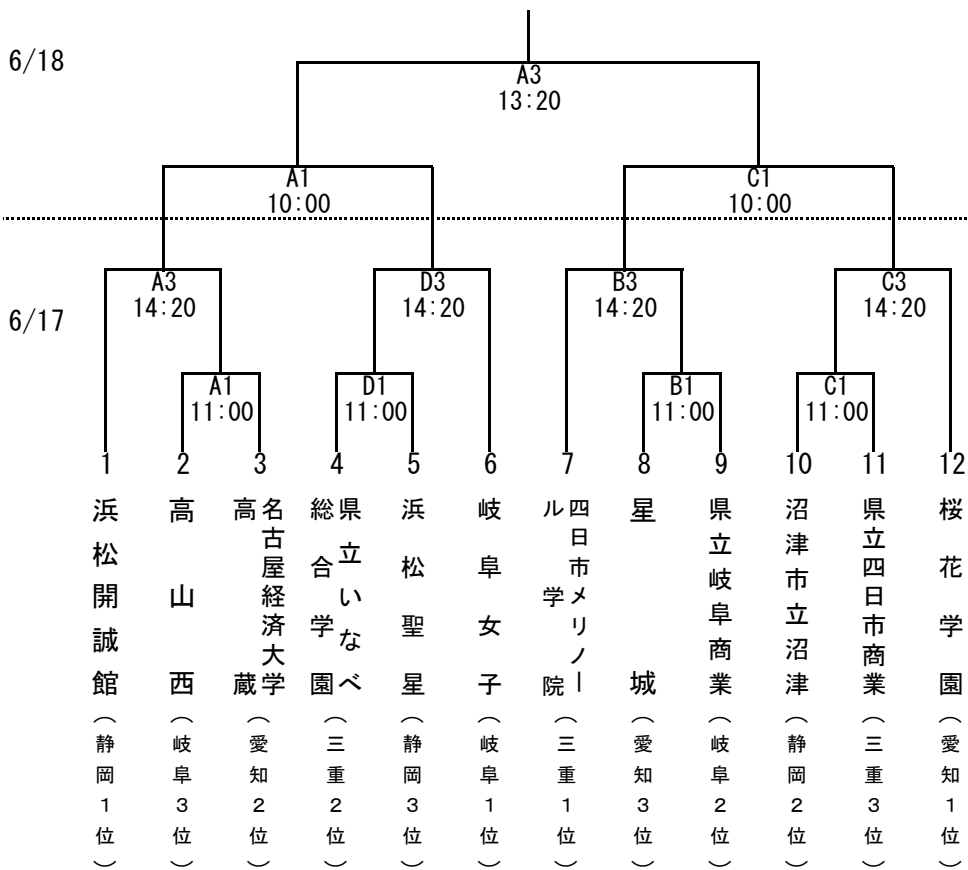 6/18
A3
13:20
A1
10:00
C1
10:00
A3
14:20
D3
14:20
B3
14:20
C3
14:20
6/17
A1
11:00
D1
11:00
B1
11:00
C1
11:00
1
2
3
4
5
6
7
8
9
10
11
12
浜松開誠館
高山西
名古屋経済大学
高蔵
県立いなべ
総合学園
浜松聖星
岐阜女子
四日市メリノー
ル学院
星城
県立岐阜商業
沼津市立沼津
県立四日市商業
桜花学園
（静岡1位）
（岐阜3位）
（愛知2位）
（三重2位）
（静岡3位）
（岐阜1位）
（三重1位）
（愛知3位）
（岐阜2位）
（静岡2位）
（三重3位）
（愛知1位）